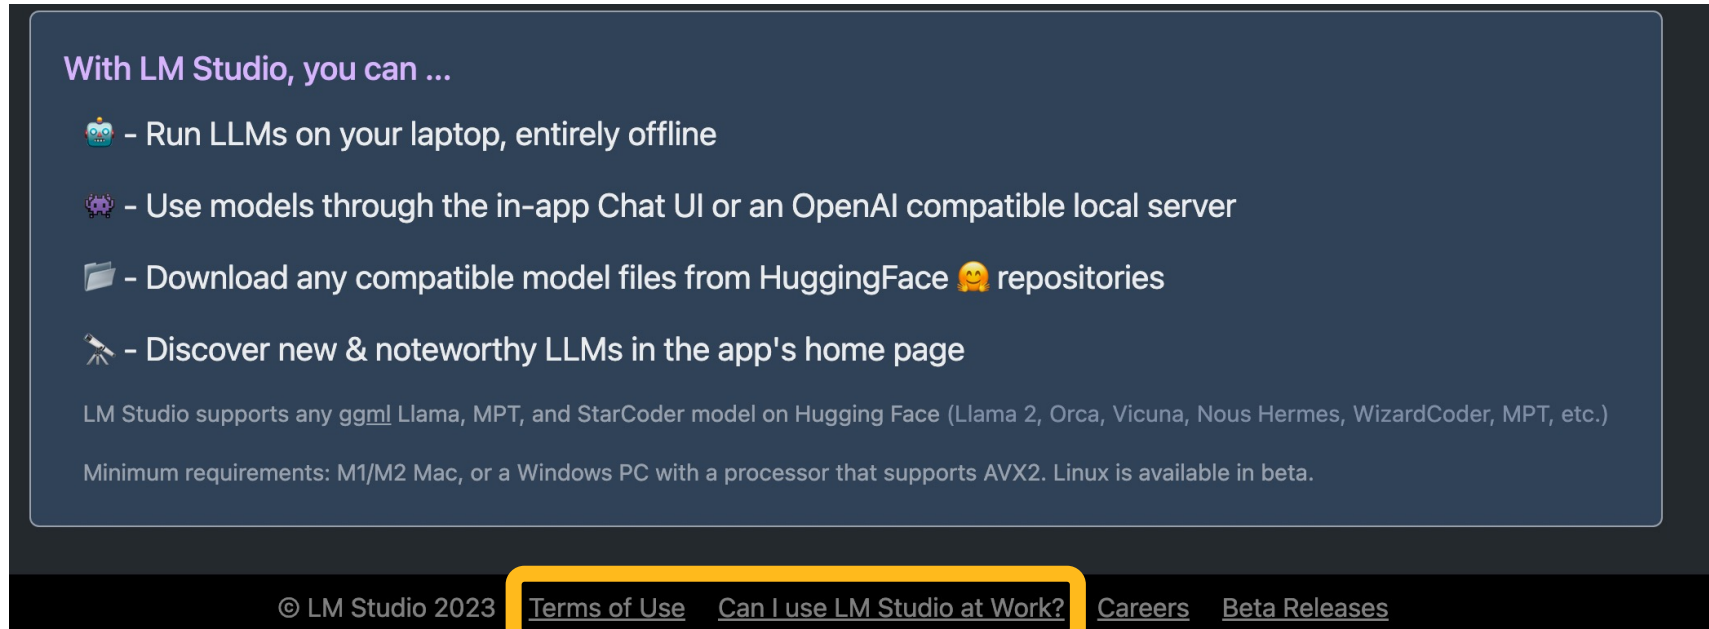 With LM Studio, you can ...
🤖 - Run LLMs on your laptop, entirely offline
👾 - Use models through the in-app Chat UI or an OpenAI compatible local server
📂 - Download any compatible model files from HuggingFace 🤗 repositories
🔭 - Discover new & noteworthy LLMs in the app's home page
LM Studio supports any ggml Llama, MPT, and StarCoder model on Hugging Face (Llama 2, Orca, Vicuna, Nous Hermes, WizardCoder, MPT, etc.)
Minimum requirements: M1/M2 Mac, or a Windows PC with a processor that supports AVX2. Linux is available in beta.
© LM Studio 2023 Terms of Use Can I use LM Studio at Work? Careers Beta Releases